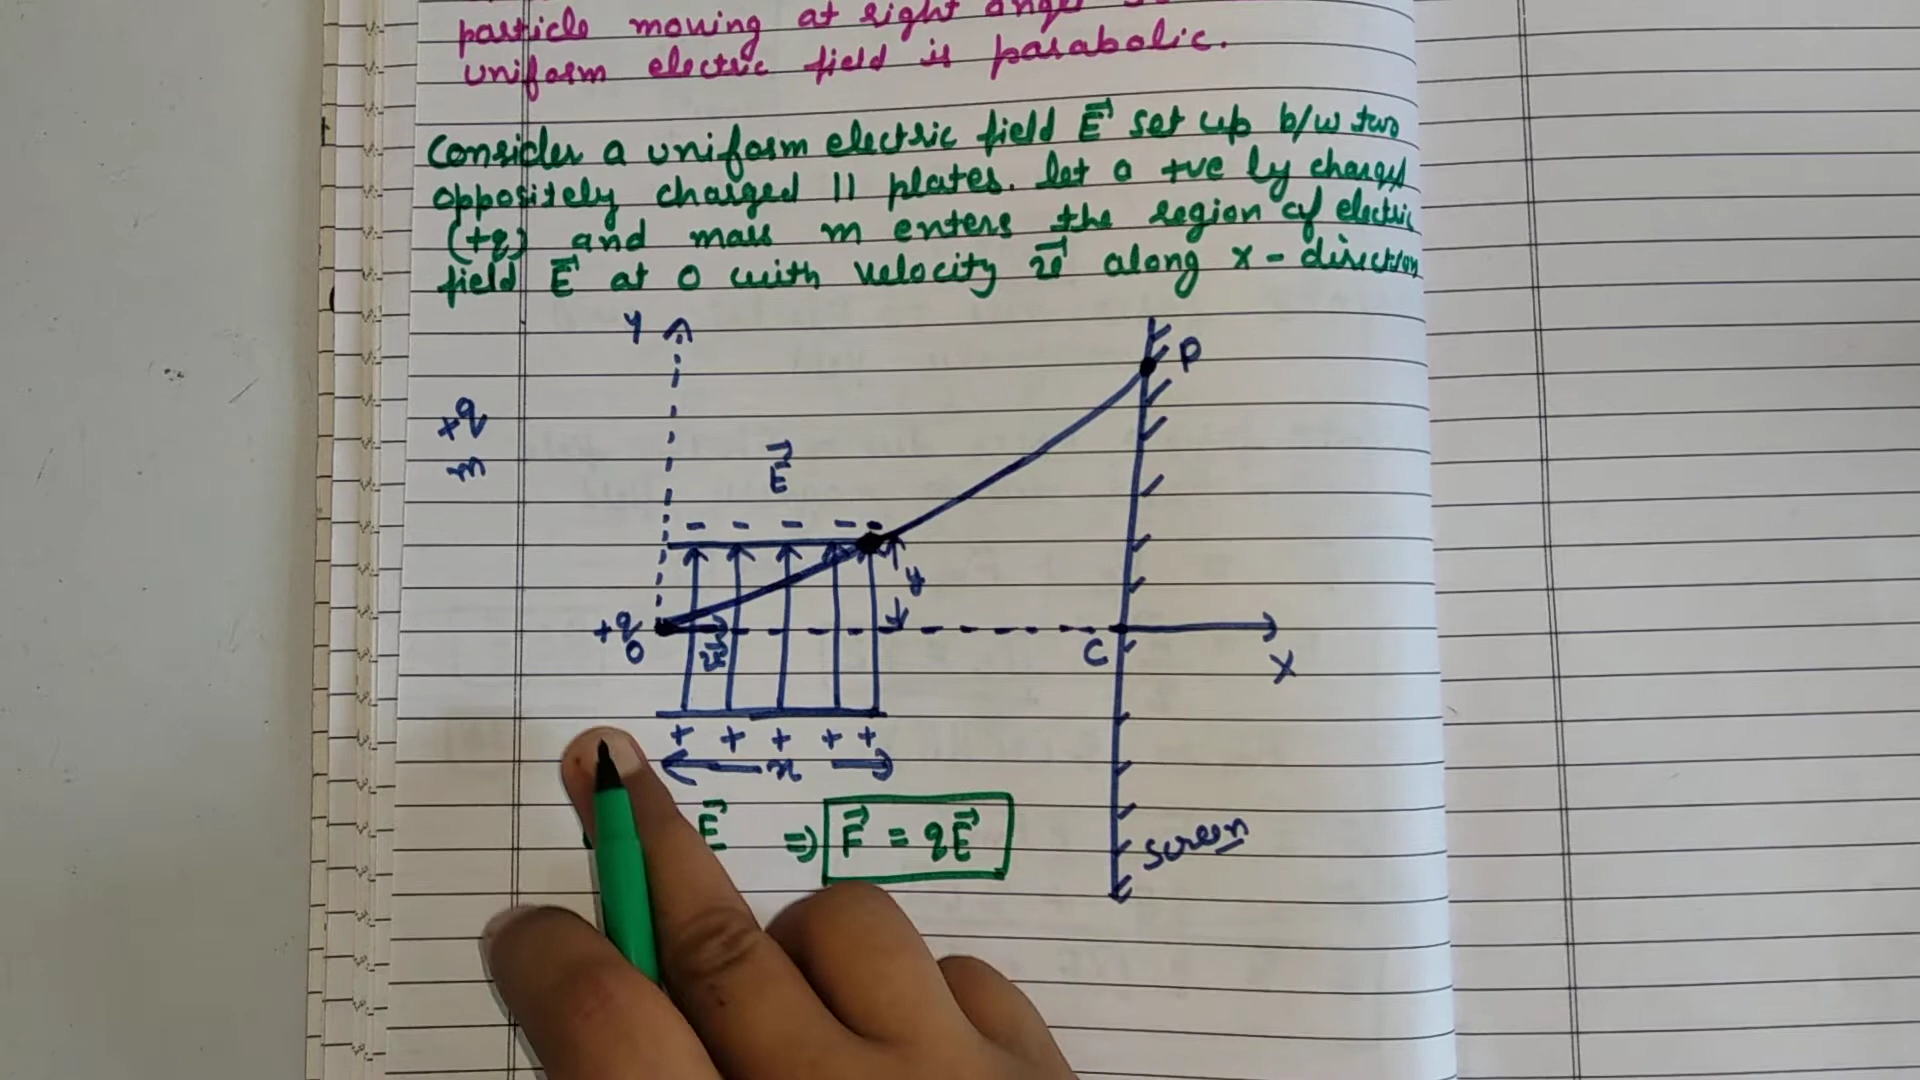 particle moving at right angle
uniform electric field is parabolic.
Consider a uniform electric field E⃗ set up b/w two
oppositely charged || plates. let a +ve ly charged
(+q) and mass m enters the region of electric
field E⃗ at O with velocity v⃗ along x - direction
Y
P
+q
m
E⃗
- - - - -
y
+q
O
v⃗
C
X
+ + + + +
x
E⃗ ⇒ F⃗ = qE⃗
screen